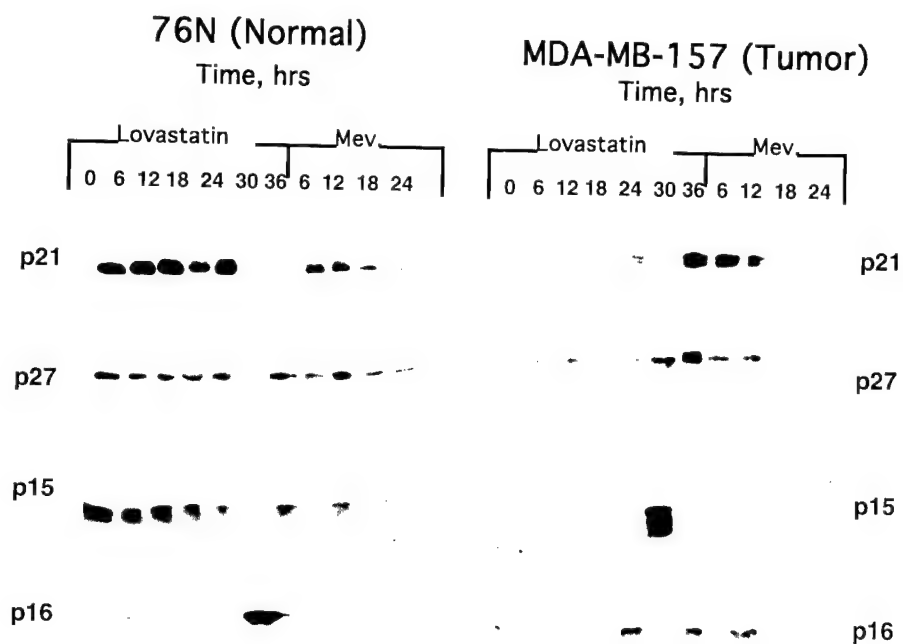 76N (Normal)
Time, hrs
Lovastatin Mev.
0 6 12 18 24 30 36 6 12 18 24
MDA-MB-157 (Tumor)
Time, hrs
Lovastatin Mev.
0 6 12 18 24 30 36 6 12 18 24
p21 p21
p27 p27
p15 p15
p16 p16